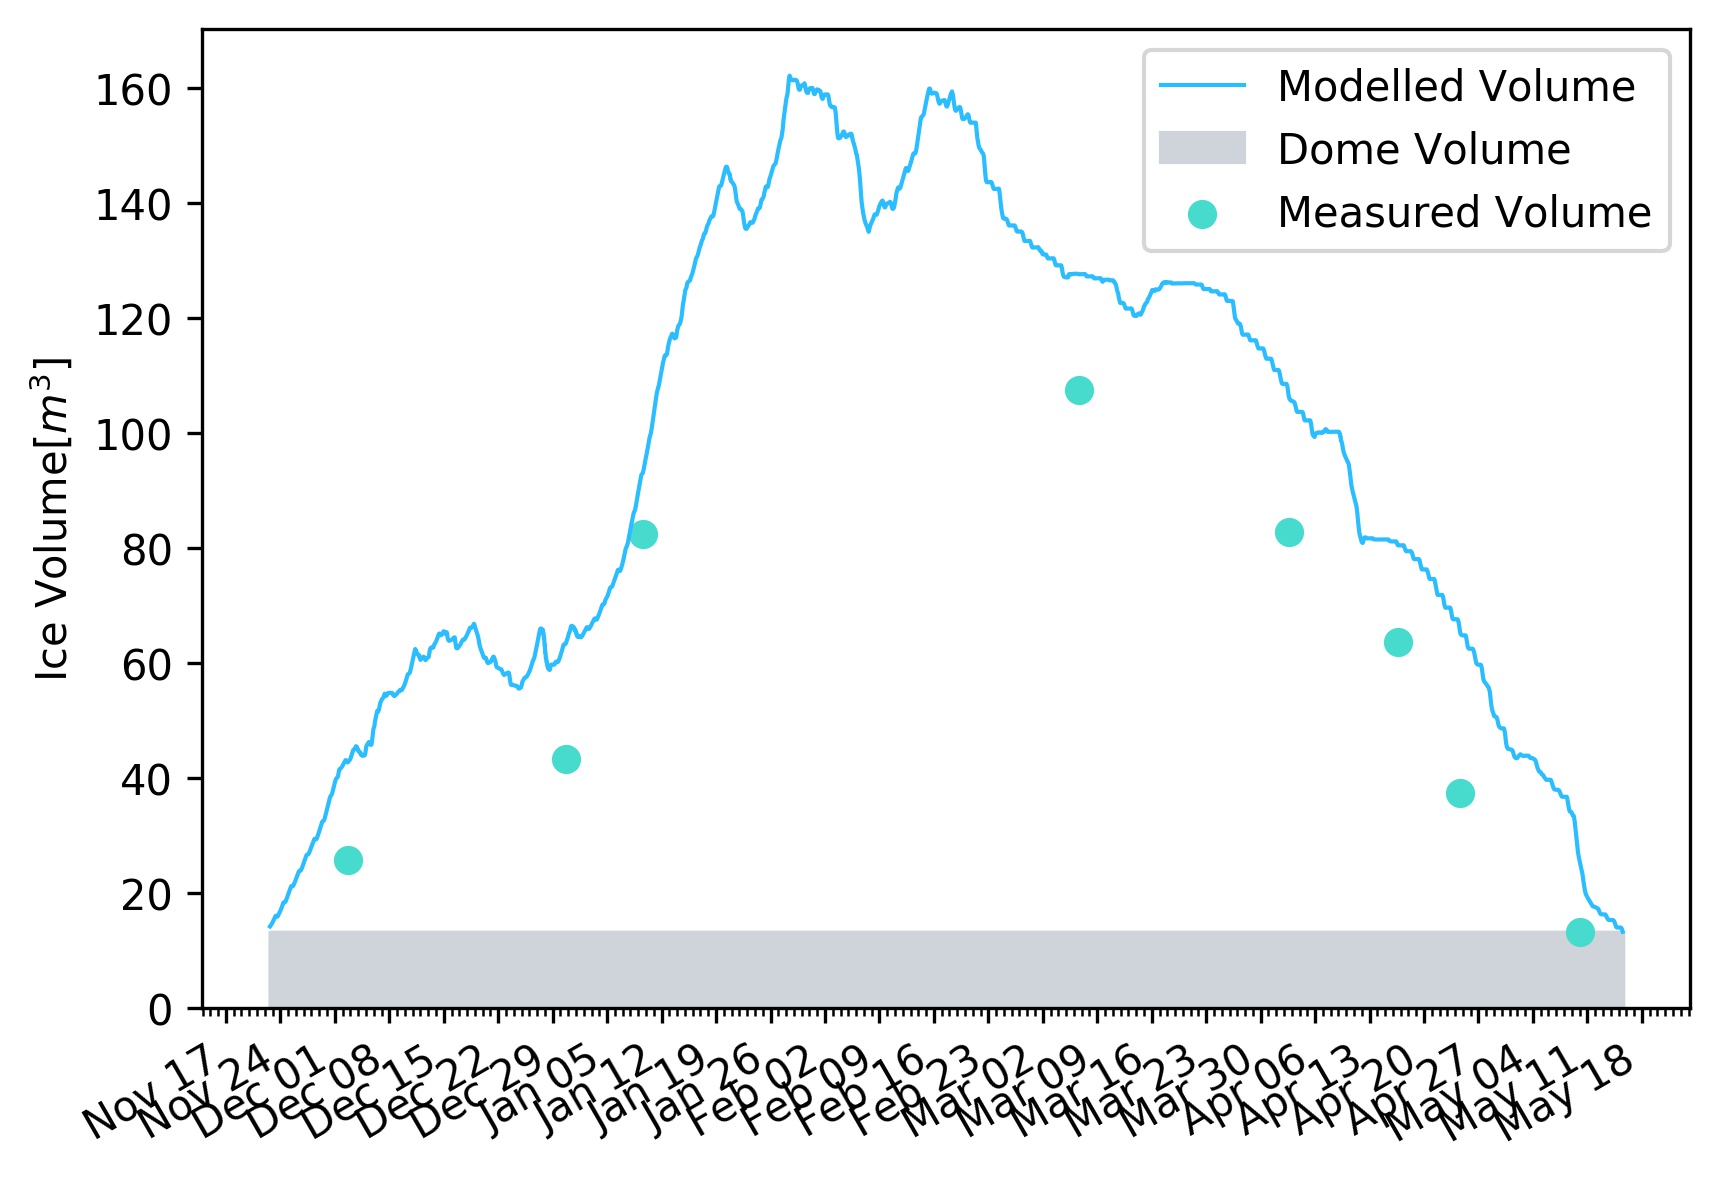 160
140
120
100
80
60
40
20
0
Ice Volume[m³]
Modelled Volume
Dome Volume
Measured Volume
Nov 17
Nov 24
Dec 01
Dec 08
Dec 15
Dec 22
Dec 29
Jan 05
Jan 12
Jan 19
Jan 26
Feb 02
Feb 09
Feb 16
Feb 23
Mar 02
Mar 09
Mar 16
Mar 23
Mar 30
Apr 06
Apr 13
Apr 20
Apr 27
May 04
May 11
May 18